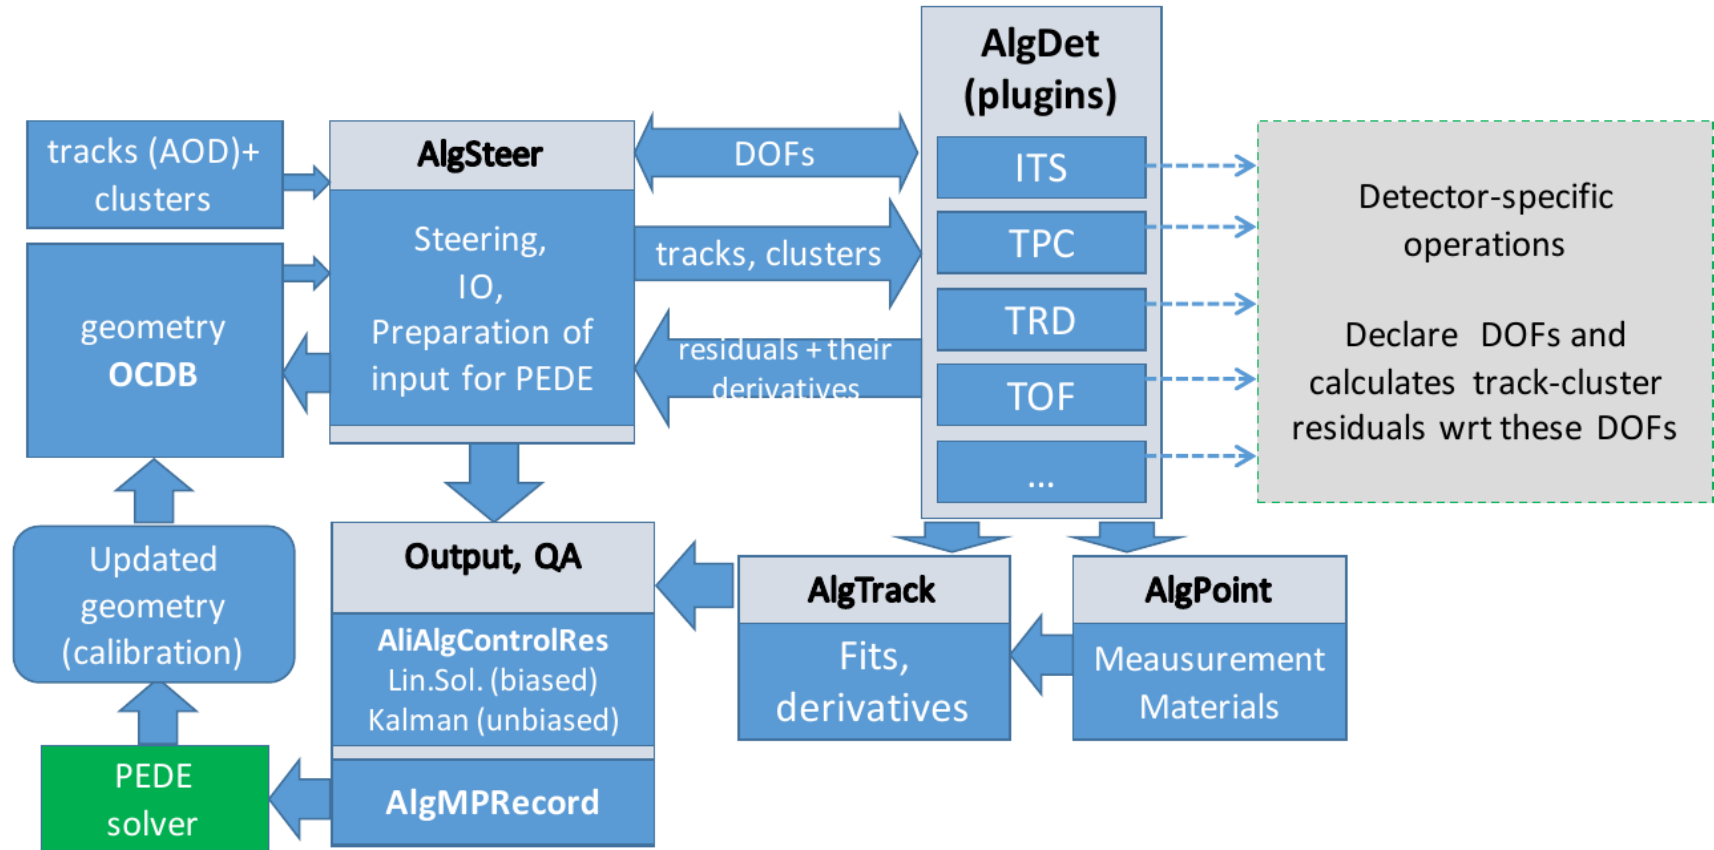 tracks (AOD)+
clusters
geometry
OCDB
Updated
geometry
(calibration)
PEDE
solver
AlgSteer
Steering,
IO,
Preparation of
input for PEDE
DOFs
tracks, clusters
residuals + their
derivatives
AlgDet
(plugins)
ITS
TPC
TRD
TOF
...
Detector-specific
operations
Declare DOFs and
calculates track-cluster
residuals wrt these DOFs
Output, QA
AliAlgControlRes
Lin.Sol. (biased)
Kalman (unbiased)
AlgMPRecord
AlgTrack
Fits,
derivatives
AlgPoint
Meausurement
Materials